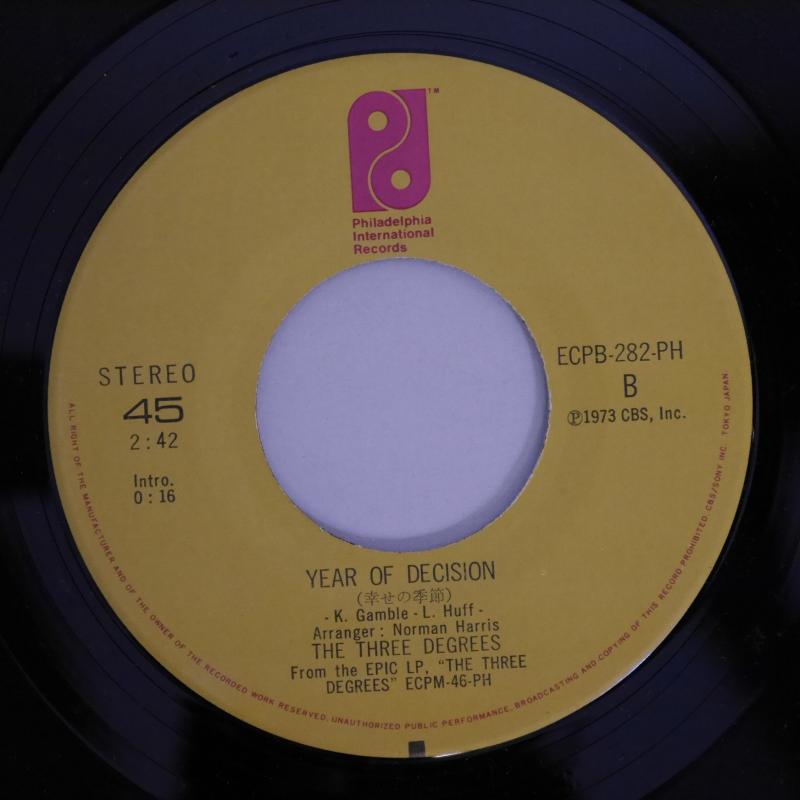 TM
Philadelphia
International
Records
STEREO
45
2:42
Intro.
0:16
ECPB-282-PH
B
Ⓟ1973 CBS, Inc.
YEAR OF DECISION
(幸せの季節)
- K. Gamble - L. Huff -
Arranger: Norman Harris
THE THREE DEGREES
From the EPIC LP, "THE THREE
DEGREES" ECPM-46-PH
ALL RIGHT OF THE MANUFACTURER AND OF THE OWNER OF THE RECORDED WORK RESERVED. UNAUTHORIZED PUBLIC PERFORMANCE, BROADCASTING AND COPYING OF THIS RECORD PROHIBITED. CBS/SONY INC. TOKYO JAPAN.